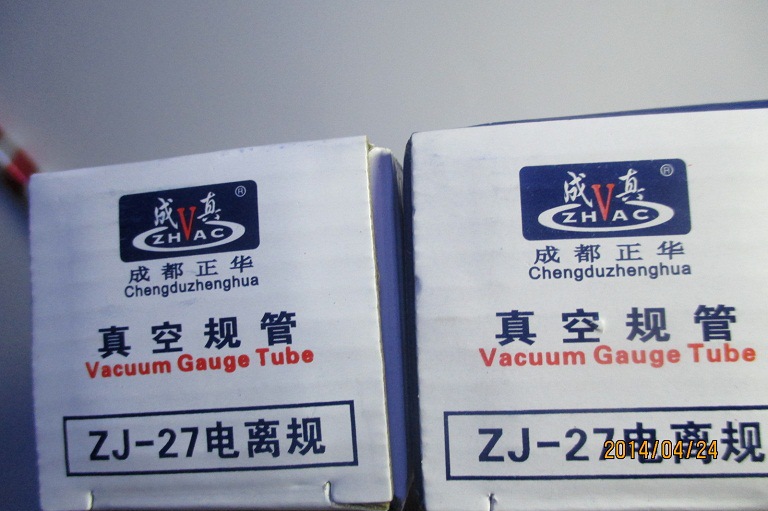 成真®
ZHVAC
成都正华
Chengduzhenghua
真空规管
Vacuum Gauge Tube
ZJ-27电离规
成真®
ZHVAC
成都正华
Chengduzhenghua
真空规管
Vacuum Gauge Tube
ZJ-27电离规
2014/04/24